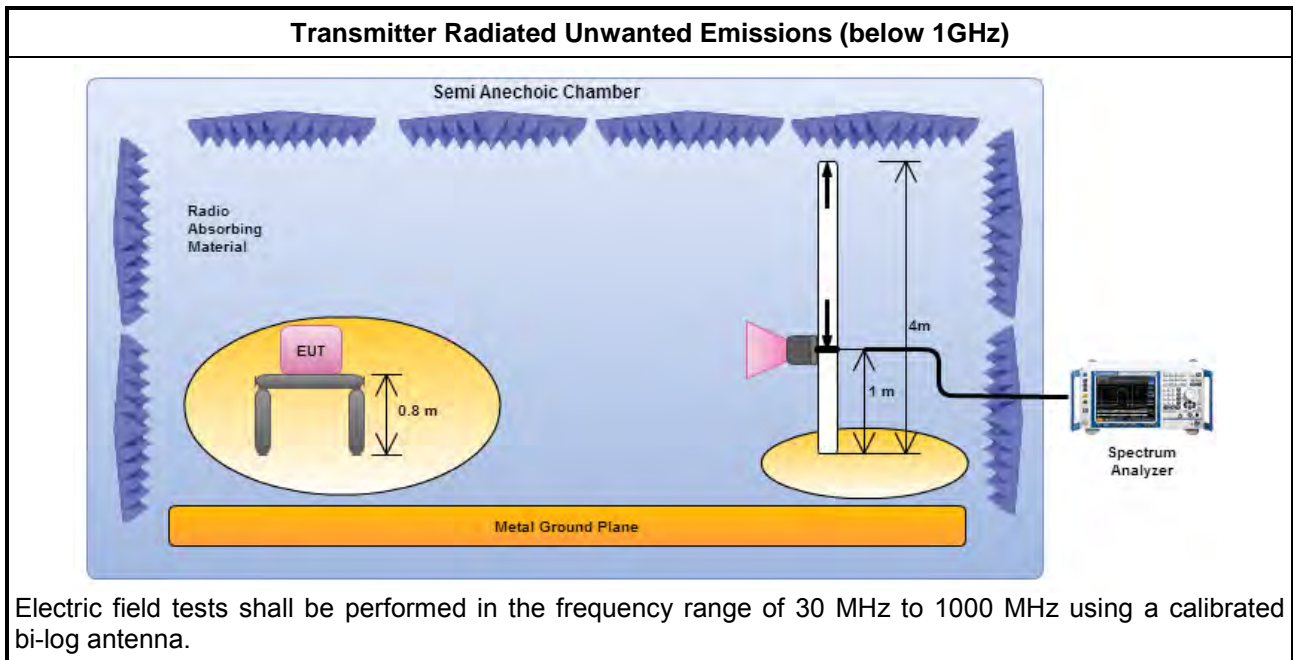 Transmitter Radiated Unwanted Emissions (below 1GHz)
Semi Anechoic Chamber
Radio
Absorbing
Material
EUT
0.8 m
4m
1 m
Spectrum
Analyzer
Metal Ground Plane
Electric field tests shall be performed in the frequency range of 30 MHz to 1000 MHz using a calibrated
bi-log antenna.